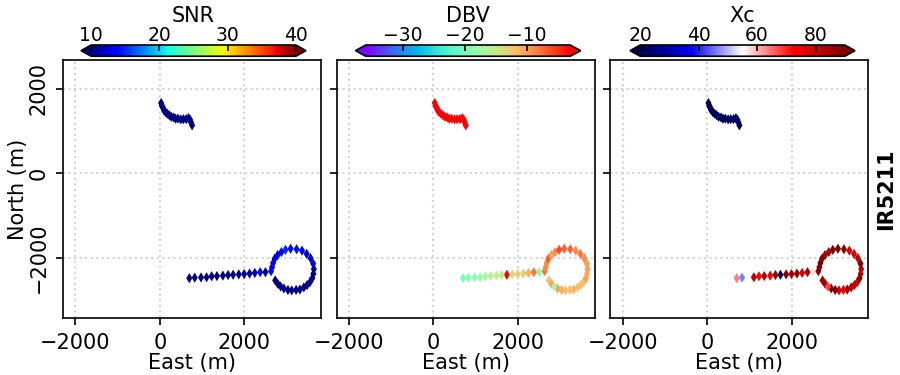 SNR DBV Xc
10 20 30 40 −30 −20 −10 20 40 60 80
2000
0
−2000
North (m)
IR5211
−2000 0 2000 −2000 0 2000 −2000 0 2000
East (m) East (m) East (m)